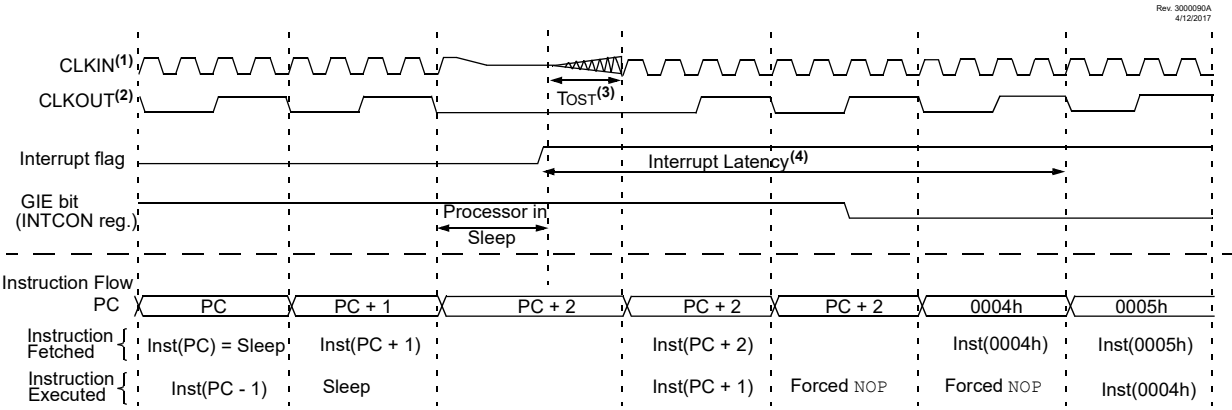 Rev. 3000090A
4/12/2017
CLKIN(1)
CLKOUT(2)
TOST(3)
Interrupt flag
Interrupt Latency(4)
GIE bit
(INTCON reg.)
Processor in
Sleep
Instruction Flow
PC PC PC + 1 PC + 2 PC + 2 PC + 2 0004h 0005h
Instruction
Fetched { Inst(PC) = Sleep Inst(PC + 1) Inst(PC + 2) Inst(0004h) Inst(0005h)
Instruction
Executed { Inst(PC - 1) Sleep Inst(PC + 1) Forced NOP Forced NOP Inst(0004h)